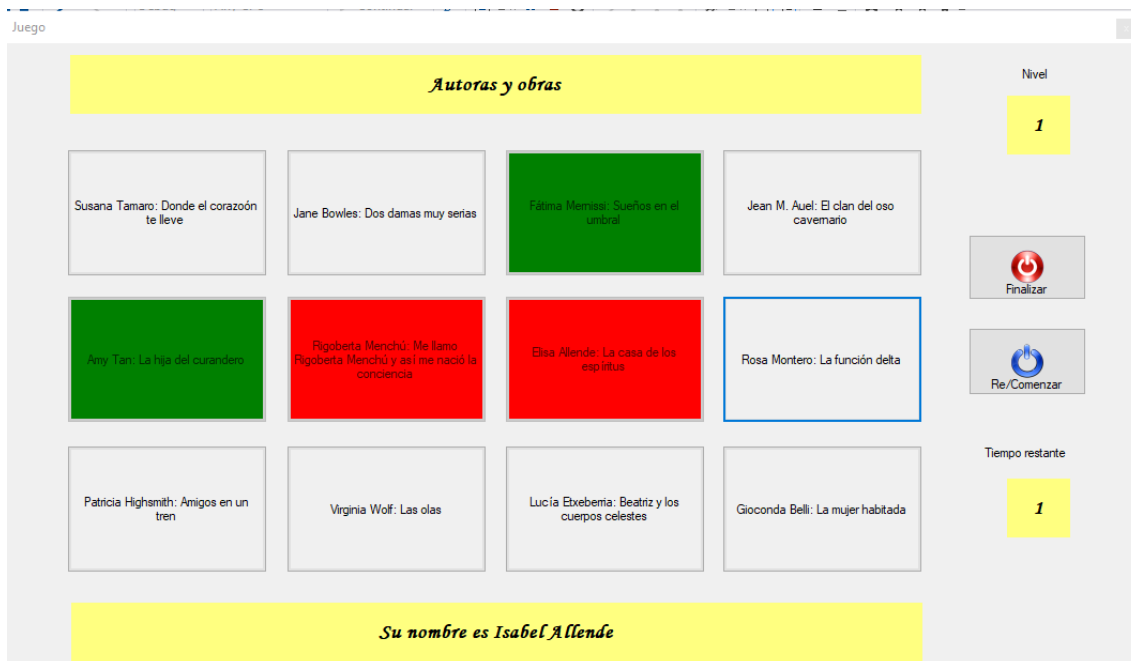 Juego
Autoras y obras
Nivel
1
Susana Tamaro: Donde el corazoón
te lleve
Jane Bowles: Dos damas muy serias
Fátima Mernissi: Sueños en el
umbral
Jean M. Auel: El clan del oso
cavernario
Finalizar
Amy Tan: La hija del curandero
Rigoberta Menchú: Me llamo
Rigoberta Menchú y así me nació la
conciencia
Elisa Allende: La casa de los
espíritus
Rosa Montero: La función delta
Re/Comenzar
Tiempo restante
1
Patricia Highsmith: Amigos en un
tren
Virginia Wolf: Las olas
Lucía Etxeberria: Beatriz y los
cuerpos celestes
Gioconda Belli: La mujer habitada
Su nombre es Isabel Allende